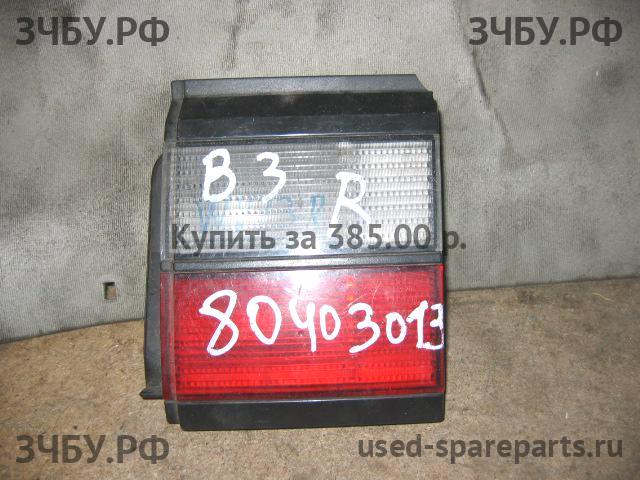 ЗЧБУ.РФ
ЗЧБУ.РФ
B 3
R
Купить за 385.00 р.
80403013
ЗЧБУ.РФ
used-spareparts.ru